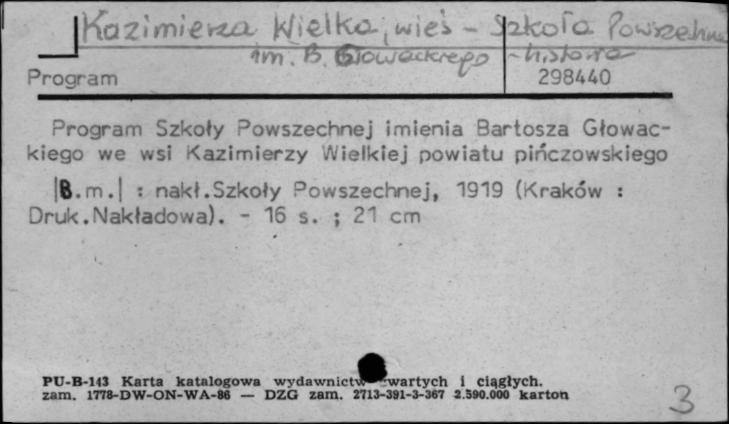 Kazimierza Wielka, wieś - Szkoła Powszechna
im. B. Głowackiego - historia
Program 298440
Program Szkoły Powszechnej imienia Bartosza Głowac-
kiego we wsi Kazimierzy Wielkiej powiatu pińczowskiego
|B.m.| : nakł.Szkoły Powszechnej, 1919 (Kraków :
Druk.Nakładowa). - 16 s. ; 21 cm
PU-B-143 Karta katalogowa wydawnictw zwartych i ciągłych.
zam. 1778-DW-ON-WA-86 — DZG zam. 2713-391-3-367 2.590.000 karton
3